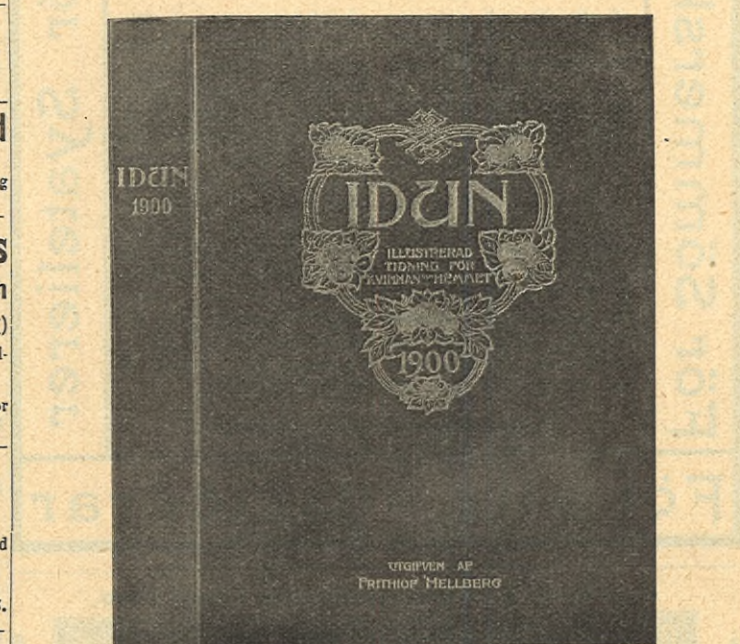 IDUN
1900
IDUN
ILLUSTRERAD
TIDNING FÖR
KVINNAN OCH HEMMET
1900
UTGIFVEN AF
FRITHIOF HELLBERG